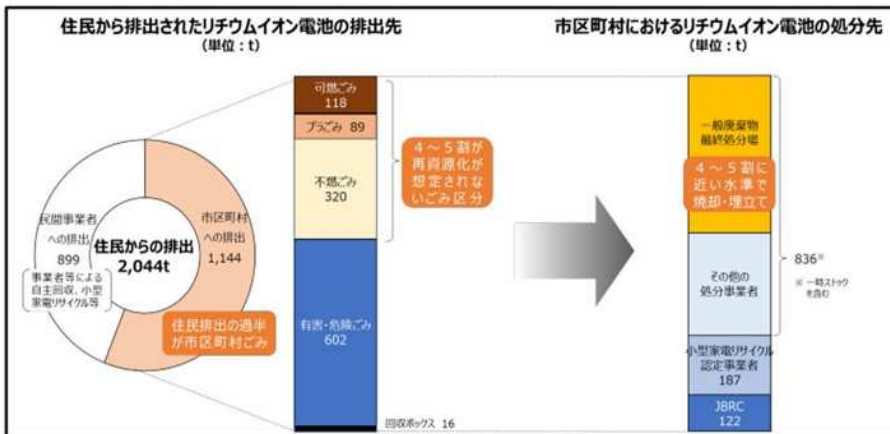 住民から排出されたリチウムイオン電池の排出先
(単位：t)
市区町村におけるリチウムイオン電池の処分先
(単位：t)
民間事業者
への排出
899
事業者等による
自主回収、小型
家電リサイクル等
住民からの排出
2,044t
市区町村
への排出
1,144
住民排出の過半
が市区町村ごみ
可燃ごみ
118
プラごみ 89
不燃ごみ
320
有害・危険ごみ
602
回収ボックス 16
４～５割が
再資源化が
想定されな
いごみ区分
一般廃棄物
最終処分場
４～５割に
近い水準で
焼却・埋立て
その他の
処分事業者
小型家電リサイクル
認定事業者
187
JBRC
122
836※
※ 一時ストック
を含む